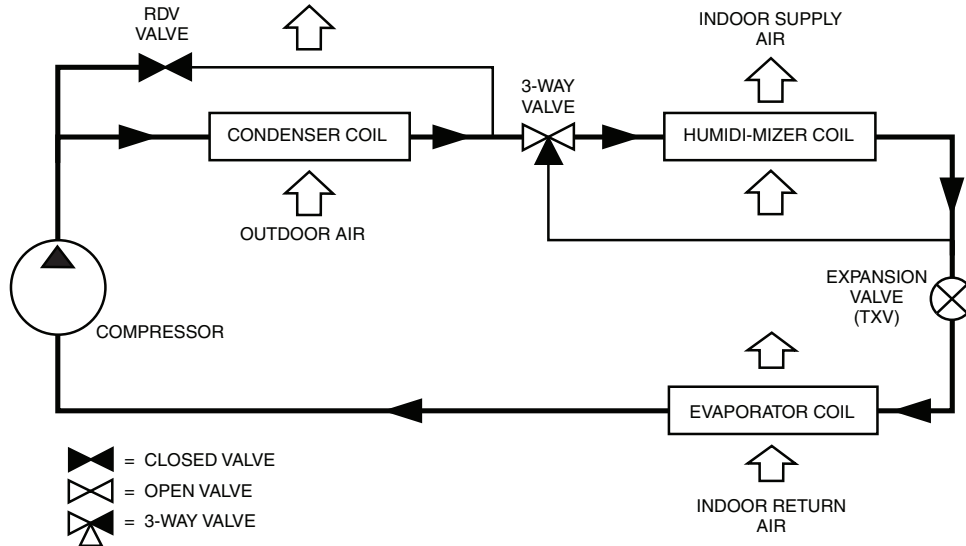 RDV
VALVE
INDOOR SUPPLY
AIR
3-WAY
VALVE
CONDENSER COIL
HUMIDI-MIZER COIL
OUTDOOR AIR
EXPANSION
VALVE
(TXV)
COMPRESSOR
EVAPORATOR COIL
= CLOSED VALVE
= OPEN VALVE
= 3-WAY VALVE
INDOOR RETURN
AIR